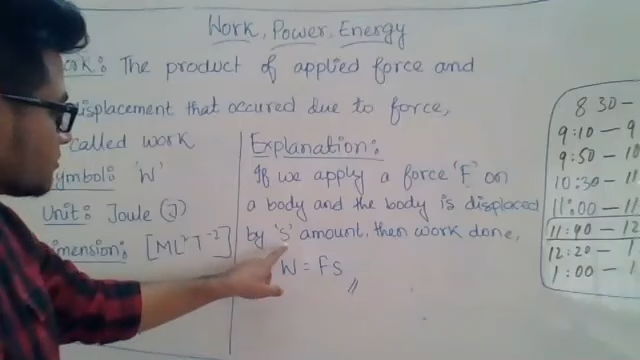 Work, Power, Energy
ork: The product of applied force and
displacement that occured due to force,
called work
ymbol: 'W'
Unit: Joule (J)
imension: [ML²T⁻²]
Explanation:
If we apply a force 'F' on
a body and the body is displaced
by 's' amount, then work done,
W = Fs
8 30 –
9:10 – 9
9:50 – 10
10:30 – 11
11:00 – 11
11:40 – 12
12:20 – 1
1:00 – 1